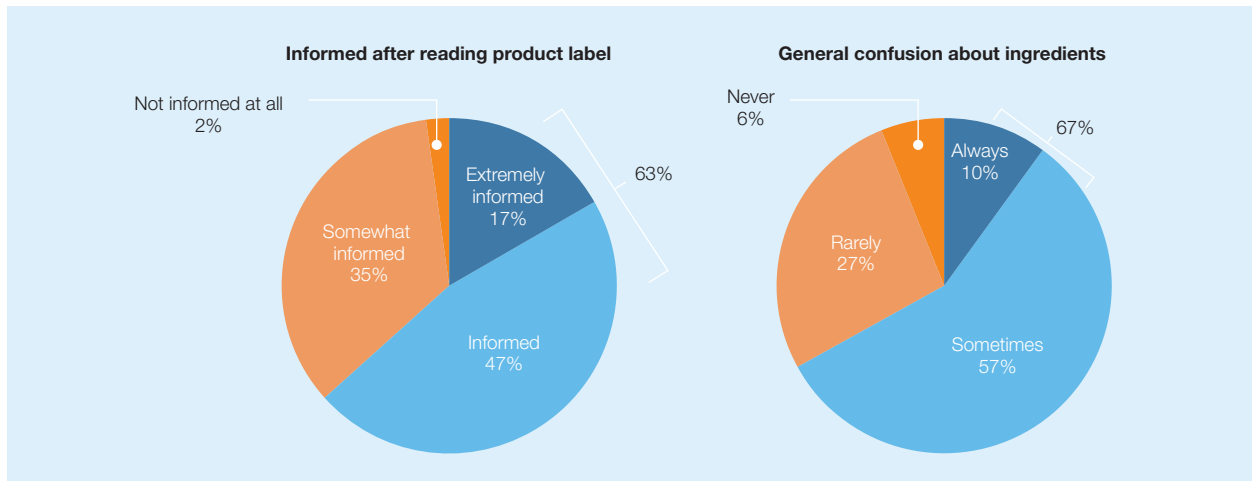 Informed after reading product label
Not informed at all
2%
Extremely
informed
17%
63%
Somewhat
informed
35%
Informed
47%
General confusion about ingredients
Never
6%
Always
10%
67%
Rarely
27%
Sometimes
57%